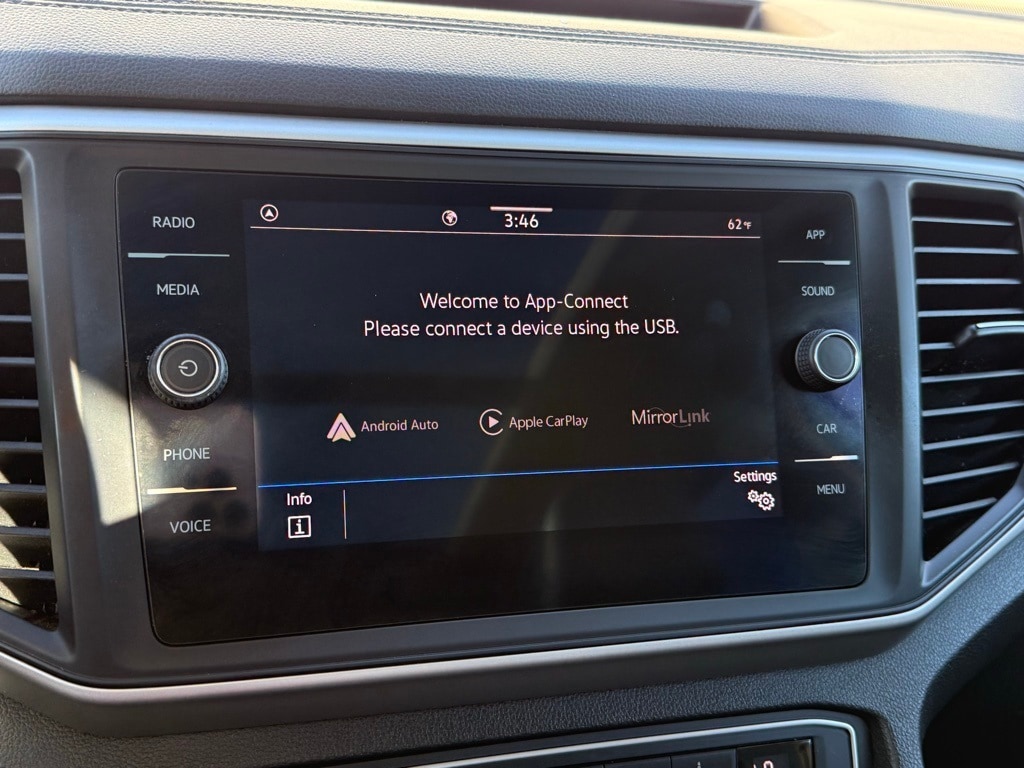 RADIO
MEDIA
PHONE
VOICE
3:46
62°F
Welcome to App-Connect
Please connect a device using the USB.
Android Auto
Apple CarPlay
MirrorLink
Info
i
Settings
APP
SOUND
CAR
MENU